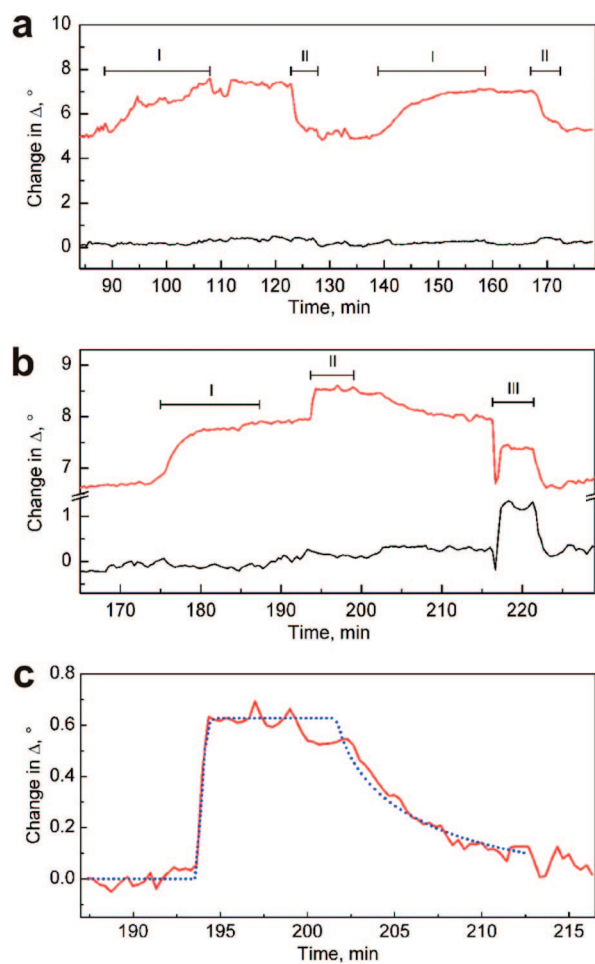 a
I II I II
10
8
6
4
2
0
Change in Δ, °
90 100 110 120 130 140 150 160 170
Time, min
b
I II III
9
8
7
1
0
Change in Δ, °
170 180 190 200 210 220
Time, min
c
0.8
0.6
0.4
0.2
0.0
Change in Δ, °
190 195 200 205 210 215
Time, min